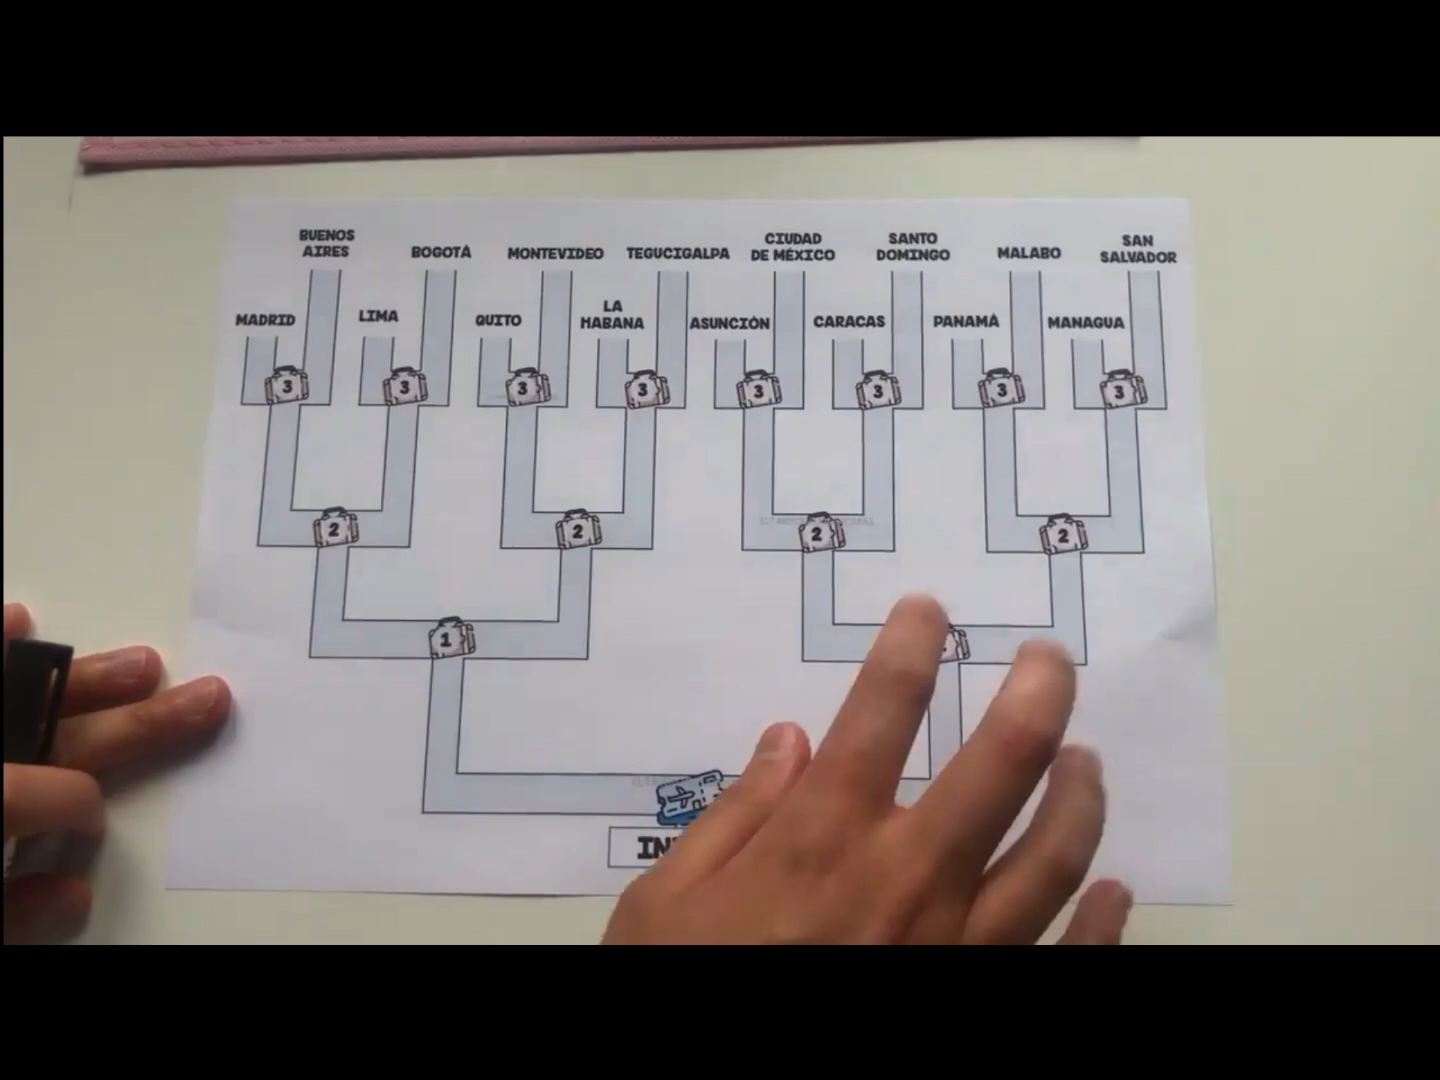 BUENOS
AIRES
BOGOTÁ
MONTEVIDEO
TEGUCIGALPA
CIUDAD
DE MÉXICO
SANTO
DOMINGO
MALABO
SAN
SALVADOR
MADRID
LIMA
QUITO
LA
HABANA
ASUNCIÓN
CARACAS
PANAMÁ
MANAGUA
3
3
3
3
3
3
3
3
2
2
2
2
1